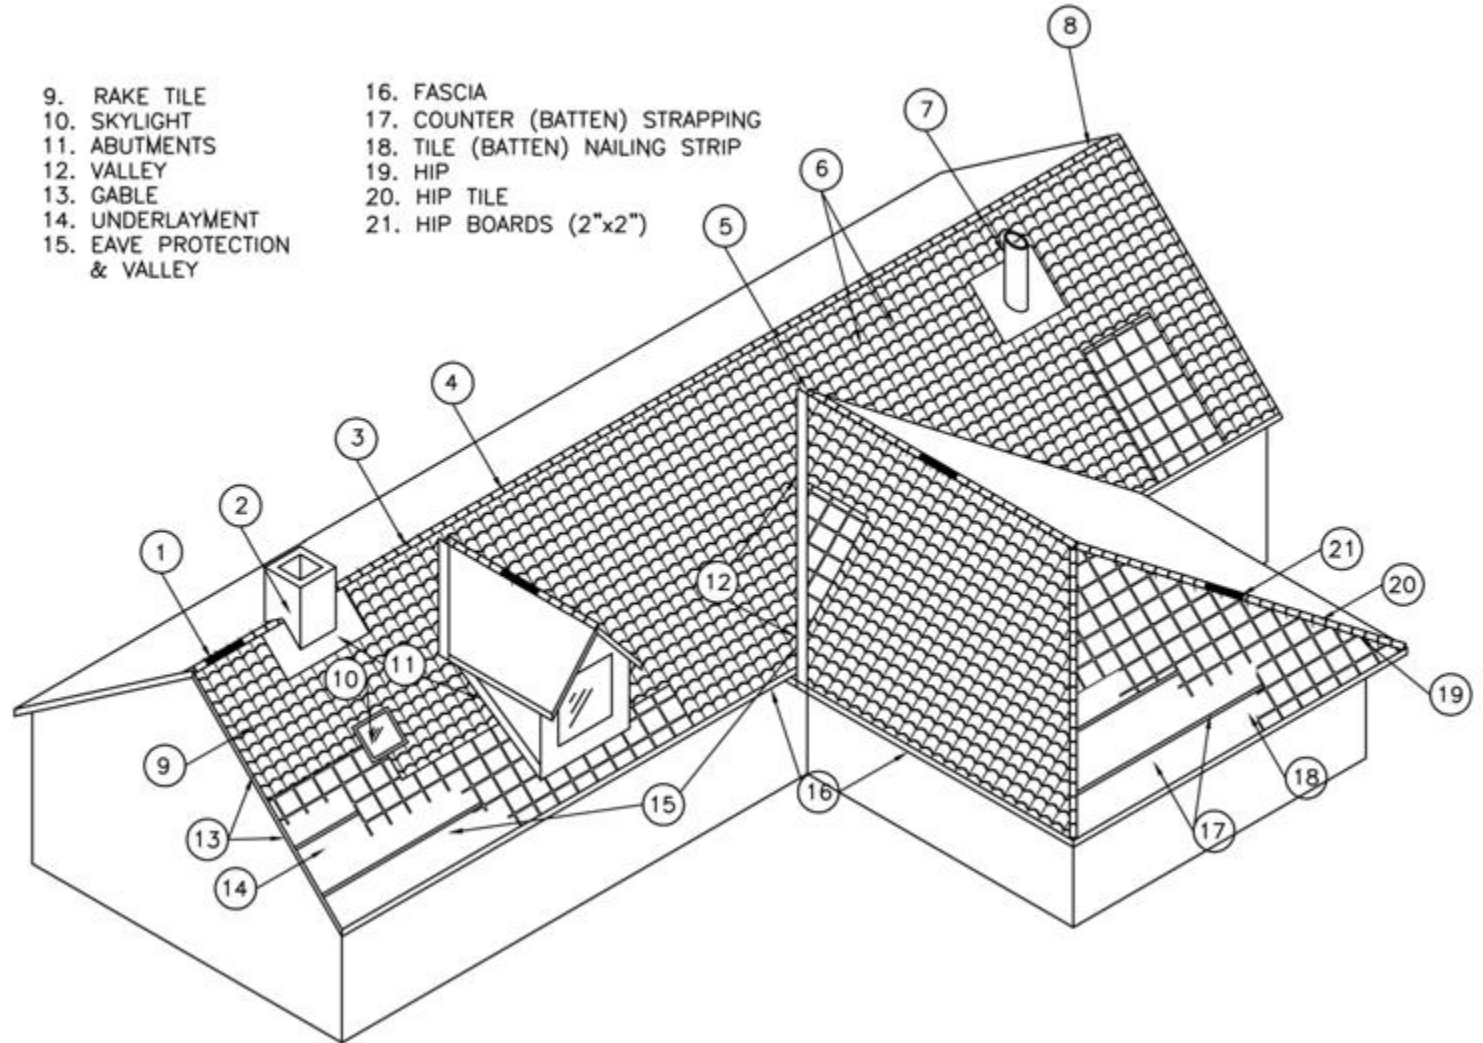 9. RAKE TILE
10. SKYLIGHT
11. ABUTMENTS
12. VALLEY
13. GABLE
14. UNDERLAYMENT
15. EAVE PROTECTION
& VALLEY
16. FASCIA
17. COUNTER (BATTEN) STRAPPING
18. TILE (BATTEN) NAILING STRIP
19. HIP
20. HIP TILE
21. HIP BOARDS (2"x2")
8
7
6
5
4
3
2
1
21
20
12
11
10
19
9
18
16
15
17
13
14